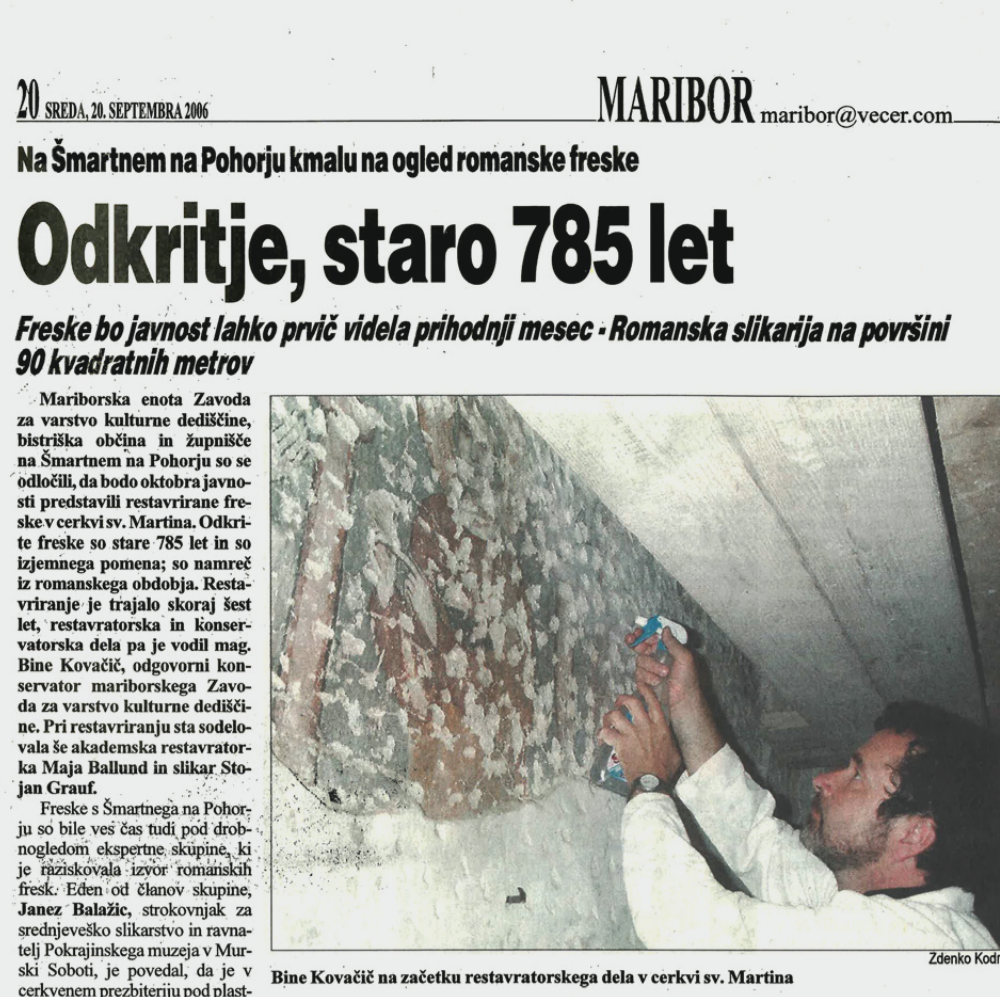 20 SREDA, 20. SEPTEMBRA 2006
MARIBOR maribor@vecer.com
Na Šmartnem na Pohorju kmalu na ogled romanske freske
Odkritje, staro 785 let
Freske bo javnost lahko prvič videla prihodnji mesec - Romanska slikarija na površini
90 kvadratnih metrov
Mariborska enota Zavoda
za varstvo kulturne dediščine,
bistriška občina in župnišče
na Šmartnem na Pohorju so se
odločili, da bodo oktobra javno-
sti predstavili restavrirane fre-
ske v cerkvi sv. Martina. Odkri-
te freske so stare 785 let in so
izjemnega pomena; so namreč
iz romanskega obdobja. Resta-
vriranje je trajalo skoraj šest
let, restavratorska in konser-
vatorska dela pa je vodil mag.
Bine Kovačič, odgovorni kon-
servator mariborskega Zavo-
da za varstvo kulturne dedišči-
ne. Pri restavriranju sta sodelo-
vala še akademska restavrator-
ka Maja Ballund in slikar Sto-
jan Grauf.
Freske s Šmartnega na Pohor-
ju so bile ves čas tudi pod drob-
nogledom ekspertne skupine, ki
je raziskovala izvor romanskih
fresk. Eden od članov skupine,
Janez Balažic, strokovnjak za
srednjeveško slikarstvo in ravna-
telj Pokrajinskega muzeja v Mur-
ski Soboti, je povedal, da je v
cerkvenem prezbiteriju pod plast-
Zdenko Kodr
Bine Kovačič na začetku restavratorskega dela v cerkvi sv. Martina